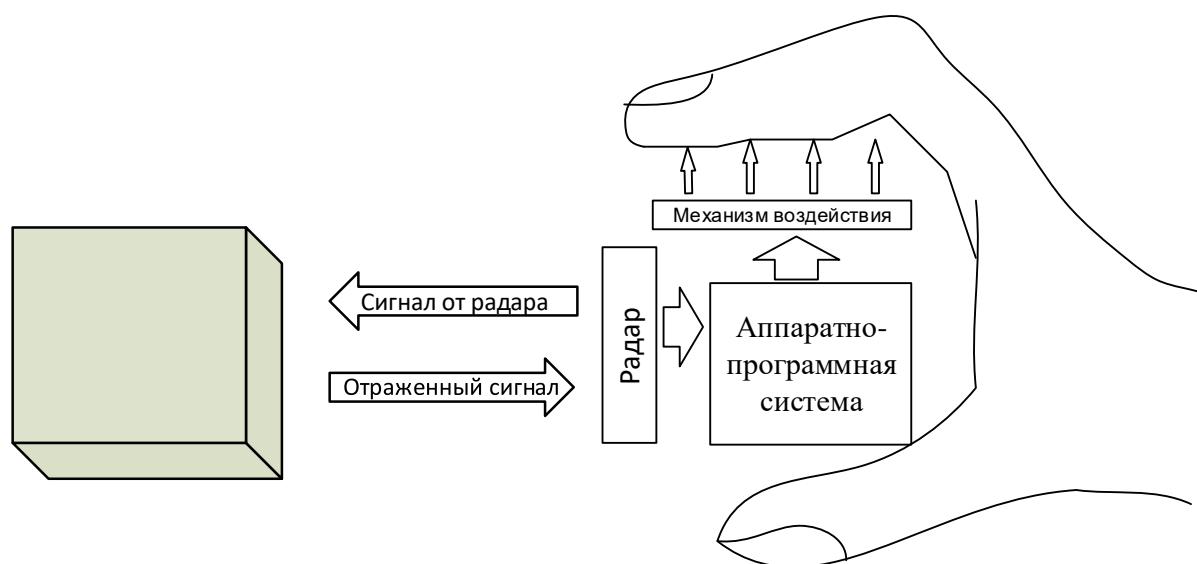 Механизм воздействия
Сигнал от радара
Отраженный сигнал
Радар
Аппаратно-
программная
система